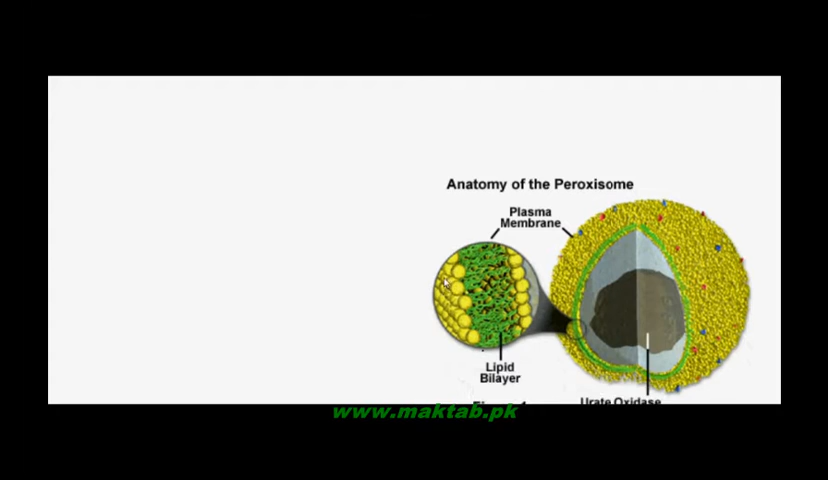 Anatomy of the Peroxisome
Plasma
Membrane
Lipid
Bilayer
Urate Oxidase
www.maktab.pk